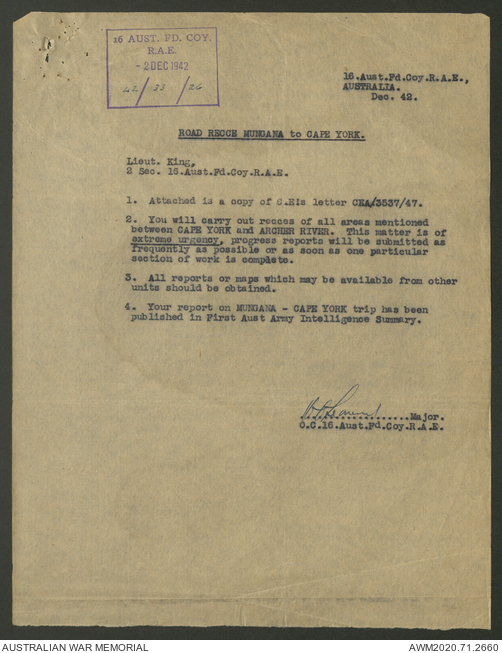 16 AUST. FD. COY.
R.A.E.
-2 DEC 1942
42/ 33 /26
16.Aust.Fd.Coy.R.A.E.,
AUSTRALIA.
Dec. 42.
ROAD RECCE MUNGANA to CAPE YORK.
Lieut. King,
2 Sec. 16.Aust.Fd.Coy.R.A.E.
1. Attached is a copy of C.E's letter CEA/3537/47.
2. You will carry out recces of all areas mentioned
between CAPE YORK and ARCHER RIVER. This matter is of
extreme urgency, progress reports will be submitted as
frequently as possible or as soon as one particular
section of work is complete.
3. All reports or maps which may be available from other
units should be obtained.
4. Your report on MUNGANA - CAPE YORK trip has been
published in First Aust Army Intelligence Summary.
Major.
O.C.16.Aust.Fd.Coy.R.A.E.
AUSTRALIAN WAR MEMORIAL
AWM2020.71.2660